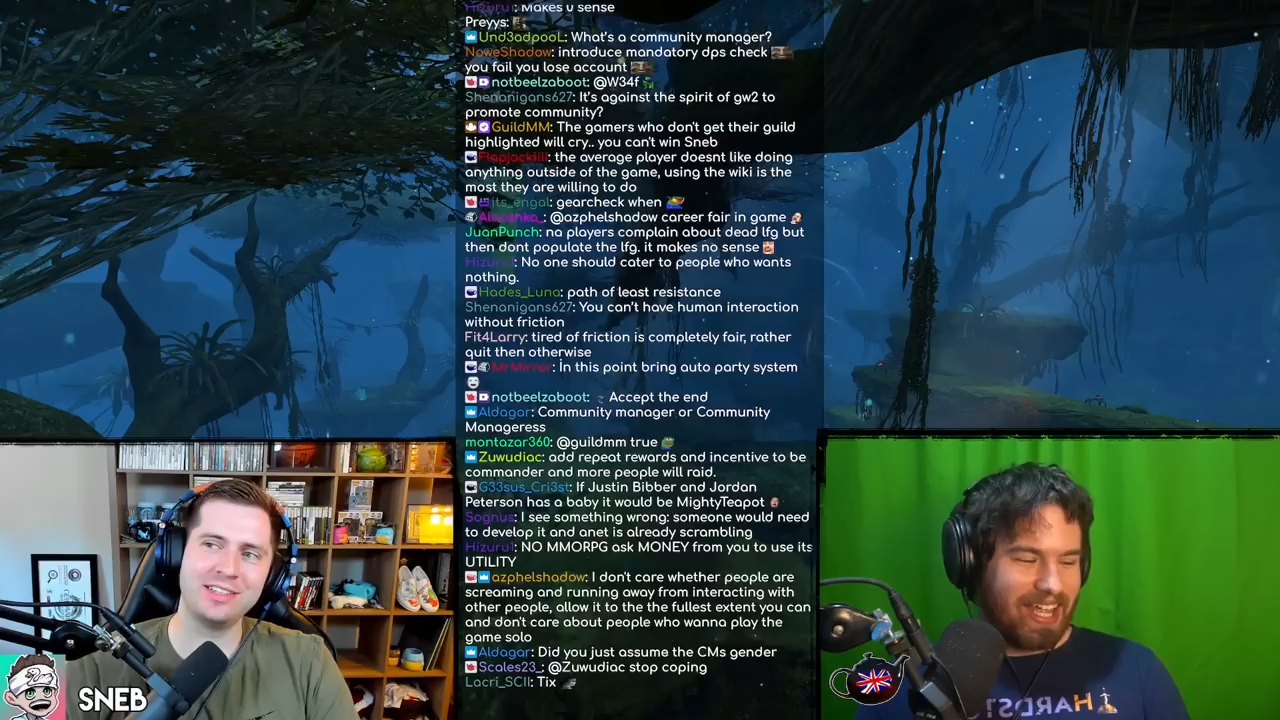 Hizuru1: Makes u sense
Preyys:
Und3adpooL: What's a community manager?
NoweShadow: introduce mandatory dps check
you fail you lose account
notbeelzaboot: @W34f
Shenanigans627: It's against the spirit of gw2 to
promote community?
GuildMM: The gamers who don't get their guild
highlighted will cry.. you can't win Sneb
Flapjackiiii: the average player doesnt like doing
anything outside of the game, using the wiki is the
most they are willing to do
its_engal: gearcheck when
@azphelshadow career fair in game
JuanPunch: na players complain about dead lfg but
then dont populate the lfg. it makes no sense
Hizuru1: No one should cater to people who wants
nothing.
Hades_Luna: path of least resistance
Shenanigans627: You can't have human interaction
without friction
Fit4Larry: tired of friction is completely fair, rather
quit then otherwise
MrMirror: İn this point bring auto party system
notbeelzaboot: Accept the end
Aldagar: Community manager or Community
Manageress
montazar360: @guildmm true
Zuwudiac: add repeat rewards and incentive to be
commander and more people will raid.
G33sus_Cri3st: If Justin Bibber and Jordan
Peterson has a baby it would be MightyTeapot
Sognus: I see something wrong: someone would need
to develop it and anet is already scrambling
Hizuru1: NO MMORPG ask MONEY from you to use its
UTILITY
azphelshadow: I don't care whether people are
screaming and running away from interacting with
other people, allow it to the the fullest extent you can
and don't care about people who wanna play the
game solo
Aldagar: Did you just assume the CMs gender
Scales23_: @Zuwudiac stop coping
Lacri_SCII: Tix
SNEB
HARDST